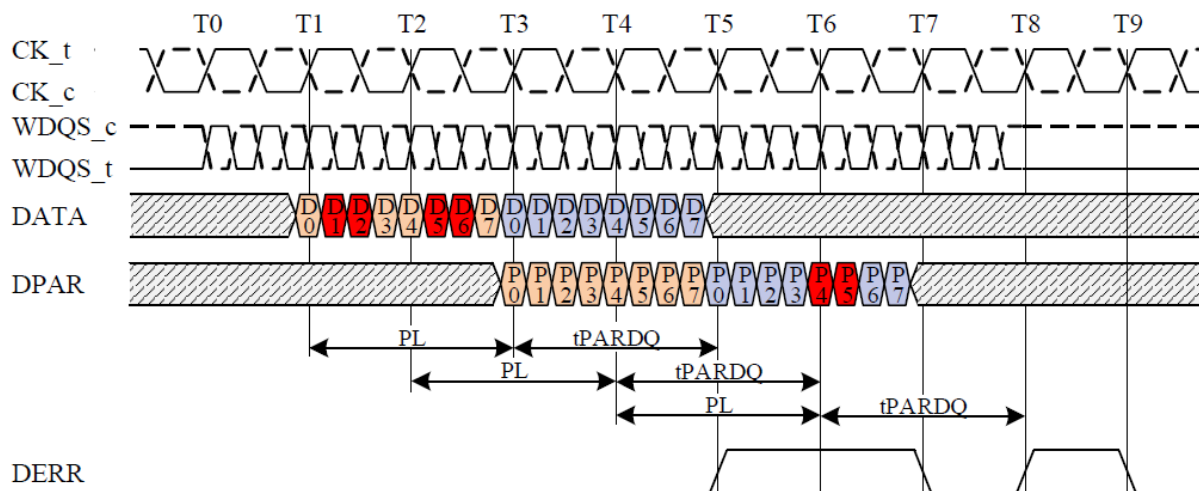 T0 T1 T2 T3 T4 T5 T6 T7 T8 T9
CK_t
CK_c
WDQS_c
WDQS_t
DATA D0 D1 D2 D3 D4 D5 D6 D7 D0 D1 D2 D3 D4 D5 D6 D7
DPAR P0 P1 P2 P3 P4 P5 P6 P7 P0 P1 P2 P3 P4 P5 P6 P7
PL tPARDQ
PL tPARDQ
PL tPARDQ
DERR